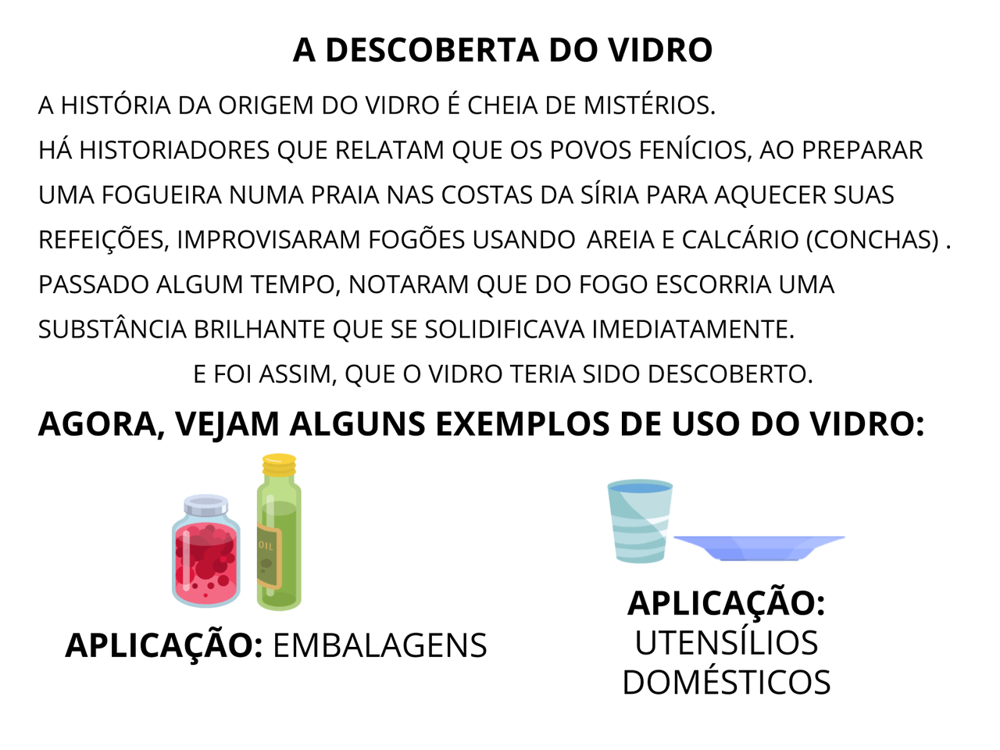 A DESCOBERTA DO VIDRO
A HISTÓRIA DA ORIGEM DO VIDRO É CHEIA DE MISTÉRIOS.
HÁ HISTORIADORES QUE RELATAM QUE OS POVOS FENÍCIOS, AO PREPARAR
UMA FOGUEIRA NUMA PRAIA NAS COSTAS DA SÍRIA PARA AQUECER SUAS
REFEIÇÕES, IMPROVISARAM FOGÕES USANDO AREIA E CALCÁRIO (CONCHAS) .
PASSADO ALGUM TEMPO, NOTARAM QUE DO FOGO ESCORRIA UMA
SUBSTÂNCIA BRILHANTE QUE SE SOLIDIFICAVA IMEDIATAMENTE.
E FOI ASSIM, QUE O VIDRO TERIA SIDO DESCOBERTO.
AGORA, VEJAM ALGUNS EXEMPLOS DE USO DO VIDRO:
OIL
APLICAÇÃO: EMBALAGENS
APLICAÇÃO:
UTENSÍLIOS
DOMÉSTICOS